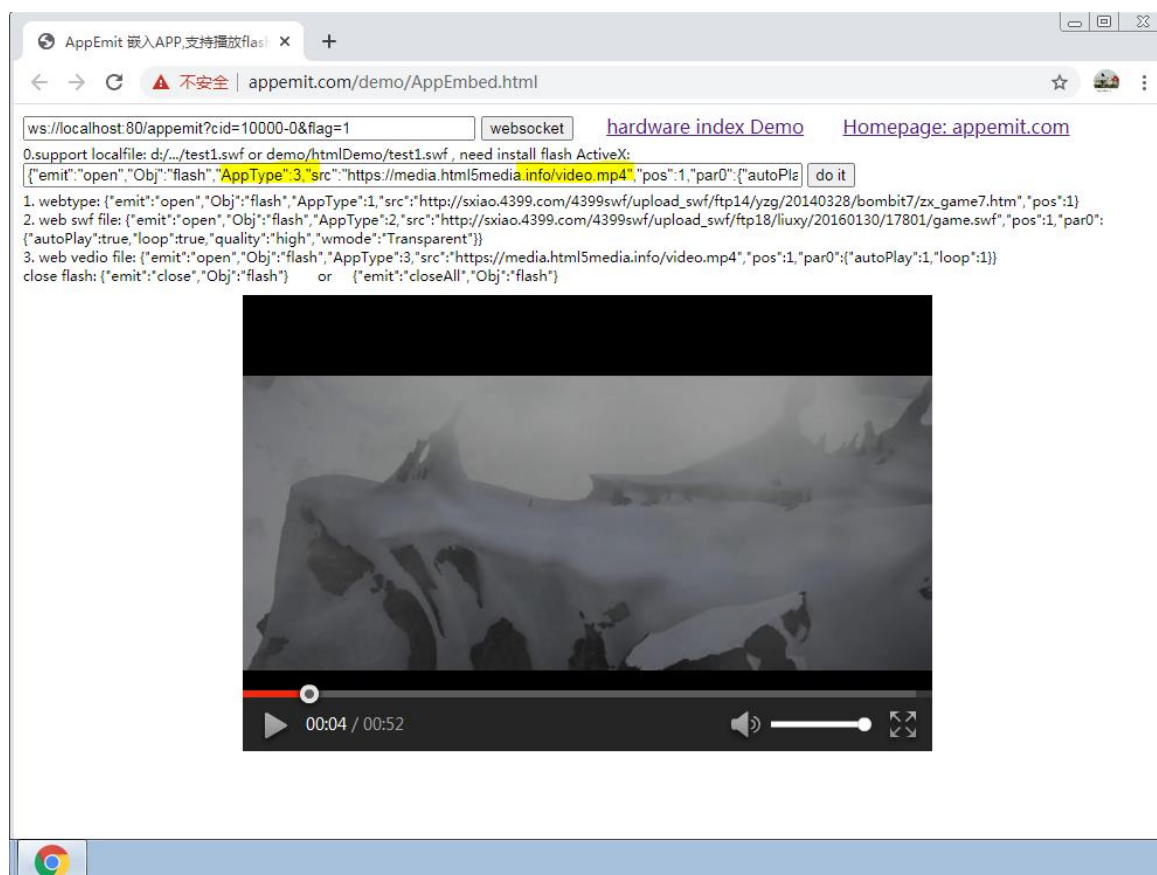 AppEmit 嵌入APP,支持播放flas
不安全 | appemit.com/demo/AppEmbed.html
ws://localhost:80/appemit?cid=10000-0&flag=1 websocket hardware index Demo Homepage: appemit.com
0.support localfile: d:/.../test1.swf or demo/htmlDemo/test1.swf , need install flash ActiveX:
{"emit":"open","Obj":"flash","AppType":3,"src":"https://media.html5media.info/video.mp4","pos":1,"par0":{"autoPla do it
1. webtype: {"emit":"open","Obj":"flash","AppType":1,"src":"http://sxiao.4399.com/4399swf/upload_swf/ftp14/yzg/20140328/bombit7/zx_game7.htm","pos":1}
2. web swf file: {"emit":"open","Obj":"flash","AppType":2,"src":"http://sxiao.4399.com/4399swf/upload_swf/ftp18/liuxy/20160130/17801/game.swf","pos":1,"par0":
{"autoPlay":true,"loop":true,"quality":"high","wmode":"Transparent"}}
3. web vedio file: {"emit":"open","Obj":"flash","AppType":3,"src":"https://media.html5media.info/video.mp4","pos":1,"par0":{"autoPlay":1,"loop":1}}
close flash: {"emit":"close","Obj":"flash"} or {"emit":"closeAll","Obj":"flash"}
00:04 / 00:52